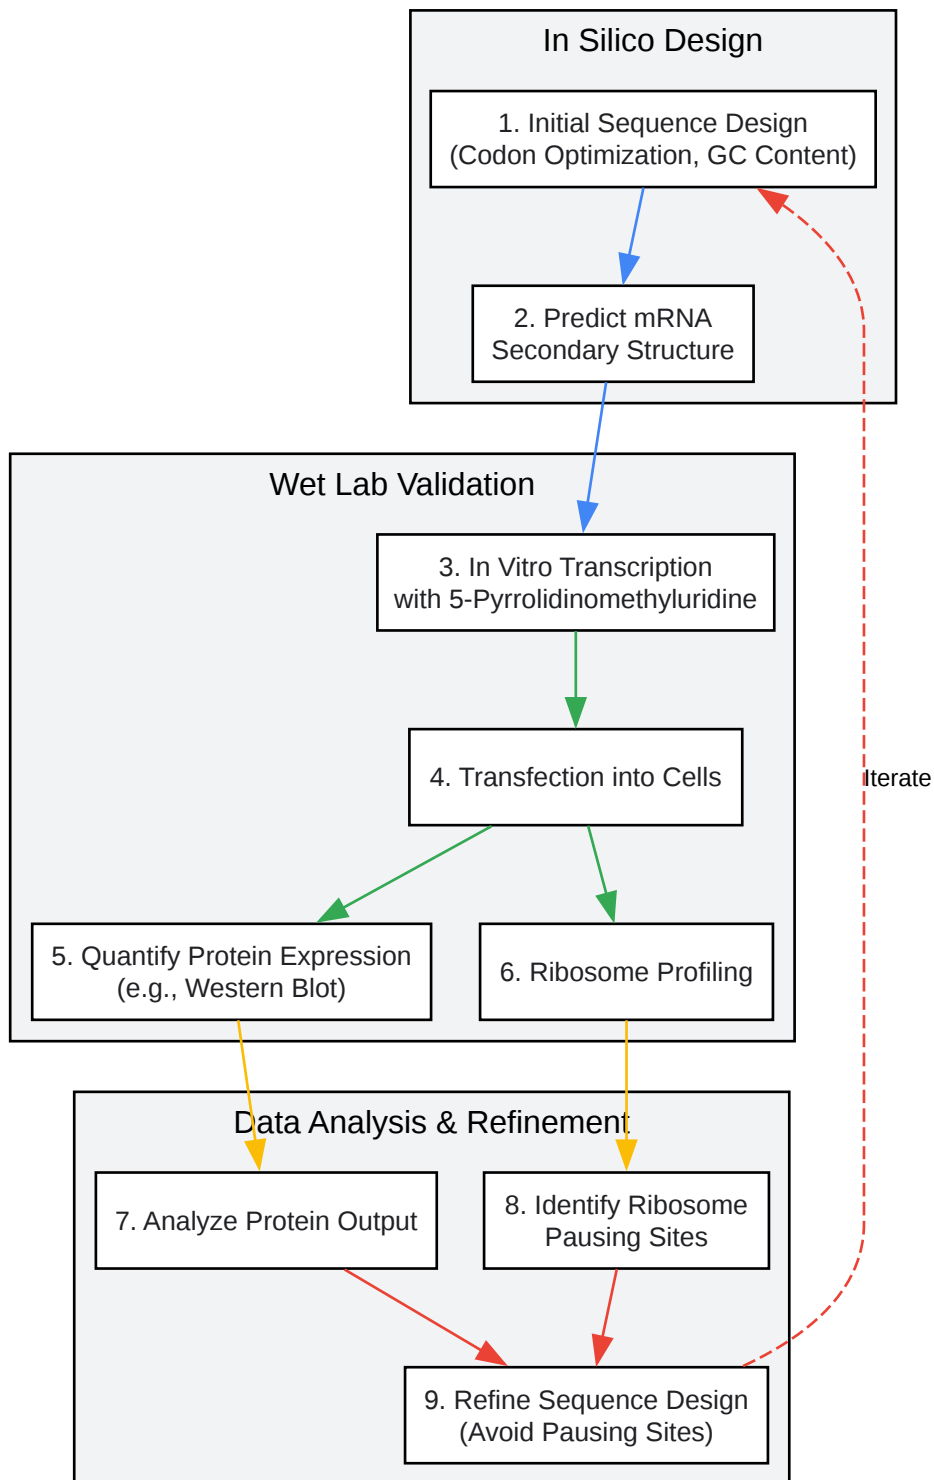 In Silico Design
1. Initial Sequence Design
(Codon Optimization, GC Content)
2. Predict mRNA
Secondary Structure
Wet Lab Validation
3. In Vitro Transcription
with 5-Pyrrolidinomethyluridine
4. Transfection into Cells
Iterate
5. Quantify Protein Expression
(e.g., Western Blot)
6. Ribosome Profiling
Data Analysis & Refinement
7. Analyze Protein Output
8. Identify Ribosome
Pausing Sites
9. Refine Sequence Design
(Avoid Pausing Sites)